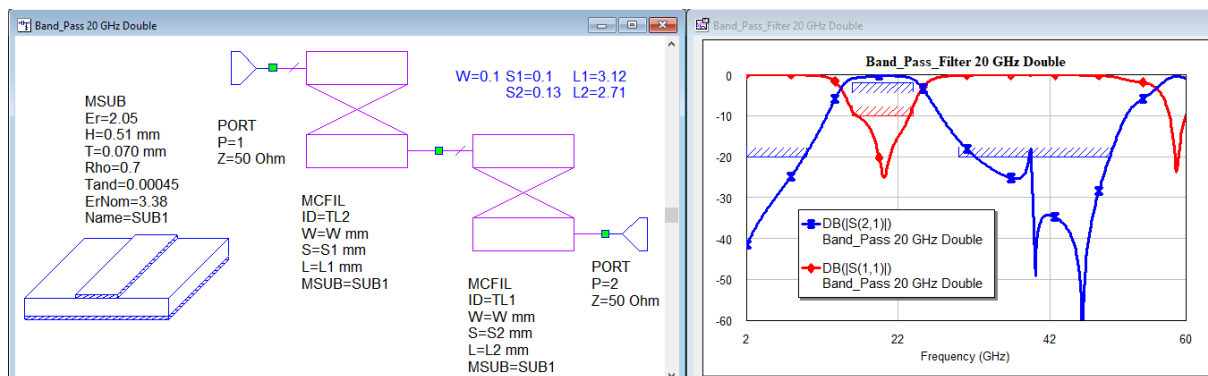 Band_Pass 20 GHz Double
W=0.1 S1=0.1 L1=3.12
S2=0.13 L2=2.71
MSUB
Er=2.05
H=0.51 mm
T=0.070 mm
Rho=0.7
Tand=0.00045
ErNom=3.38
Name=SUB1
PORT
P=1
Z=50 Ohm
MCFIL
ID=TL2
W=W mm
S=S1 mm
L=L1 mm
MSUB=SUB1
MCFIL
ID=TL1
W=W mm
S=S2 mm
L=L2 mm
MSUB=SUB1
PORT
P=2
Z=50 Ohm
Band_Pass_Filter 20 GHz Double
Band_Pass_Filter 20 GHz Double
0
-10
-20
-30
-40
-50
-60
DB(|S(2,1)|)
Band_Pass 20 GHz Double
DB(|S(1,1)|)
Band_Pass 20 GHz Double
2 22 42 60
Frequency (GHz)